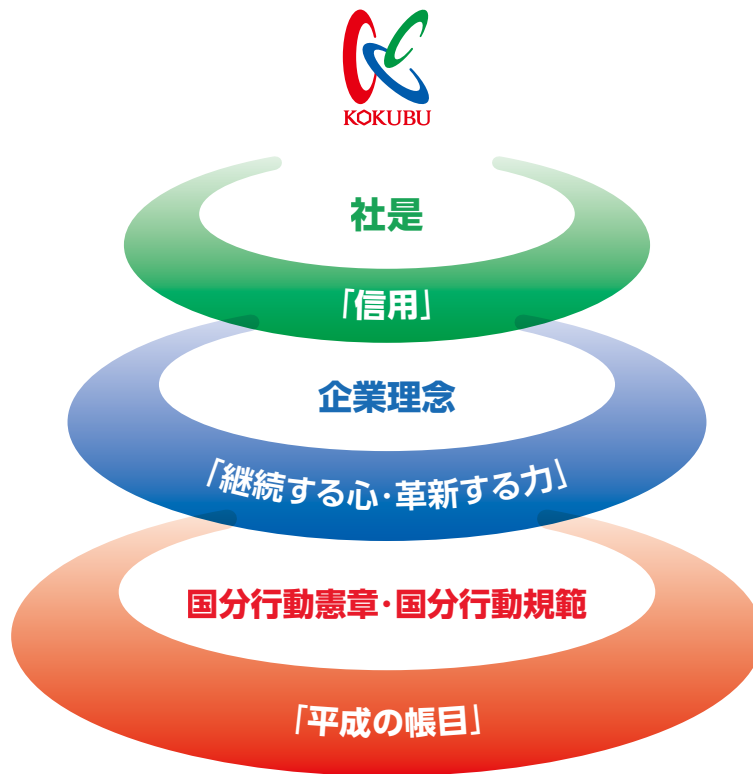 KOKUBU
社是
「信用」
企業理念
「継続する心・革新する力」
国分行動憲章・国分行動規範
「平成の帳目」